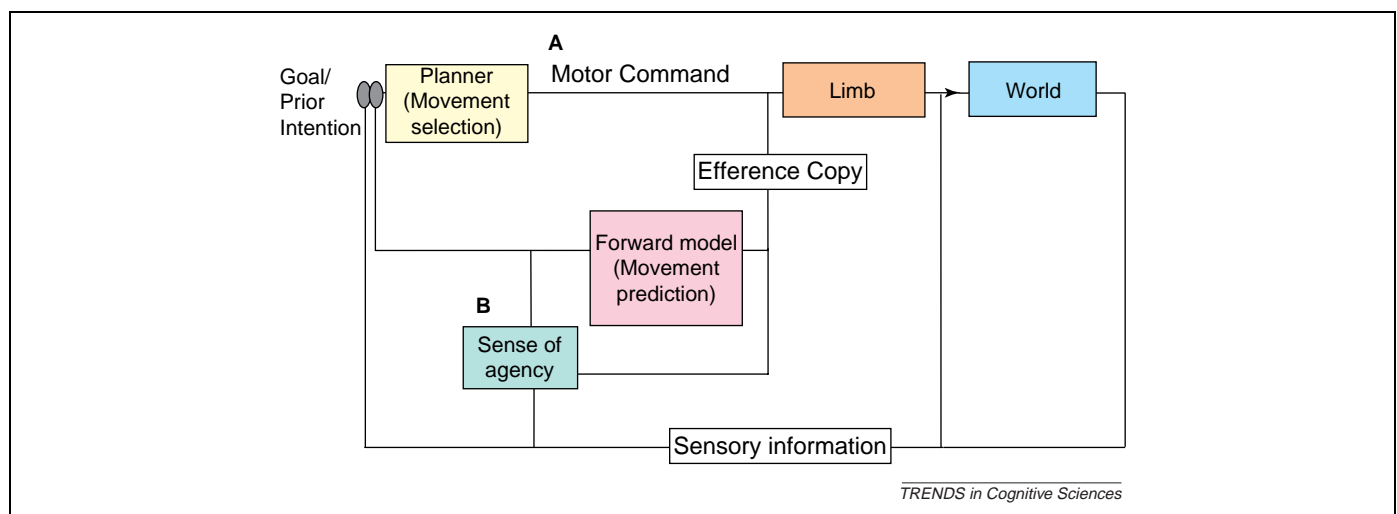 A
Goal/
Prior
Intention
Planner
(Movement
selection)
Motor Command
Limb
World
Efference Copy
Forward model
(Movement
prediction)
B
Sense of
agency
Sensory information
TRENDS in Cognitive Sciences